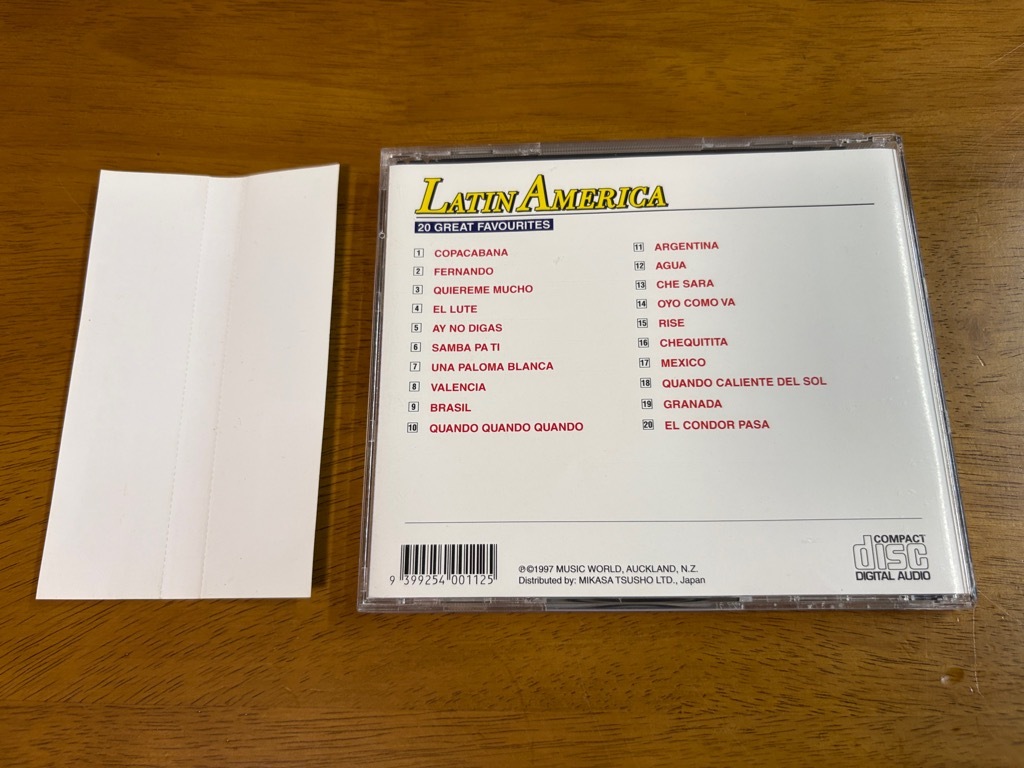 LATIN AMERICA
20 GREAT FAVOURITES
1 COPACABANA
2 FERNANDO
3 QUIEREME MUCHO
4 EL LUTE
5 AY NO DIGAS
6 SAMBA PA TI
7 UNA PALOMA BLANCA
8 VALENCIA
9 BRASIL
10 QUANDO QUANDO QUANDO
11 ARGENTINA
12 AGUA
13 CHE SARA
14 OYO COMO VA
15 RISE
16 CHEQUITITA
17 MEXICO
18 QUANDO CALIENTE DEL SOL
19 GRANADA
20 EL CONDOR PASA
9 399254 001125
℗©1997 MUSIC WORLD, AUCKLAND, N.Z.
Distributed by: MIKASA TSUSHO LTD., Japan
COMPACT
disc
DIGITAL AUDIO